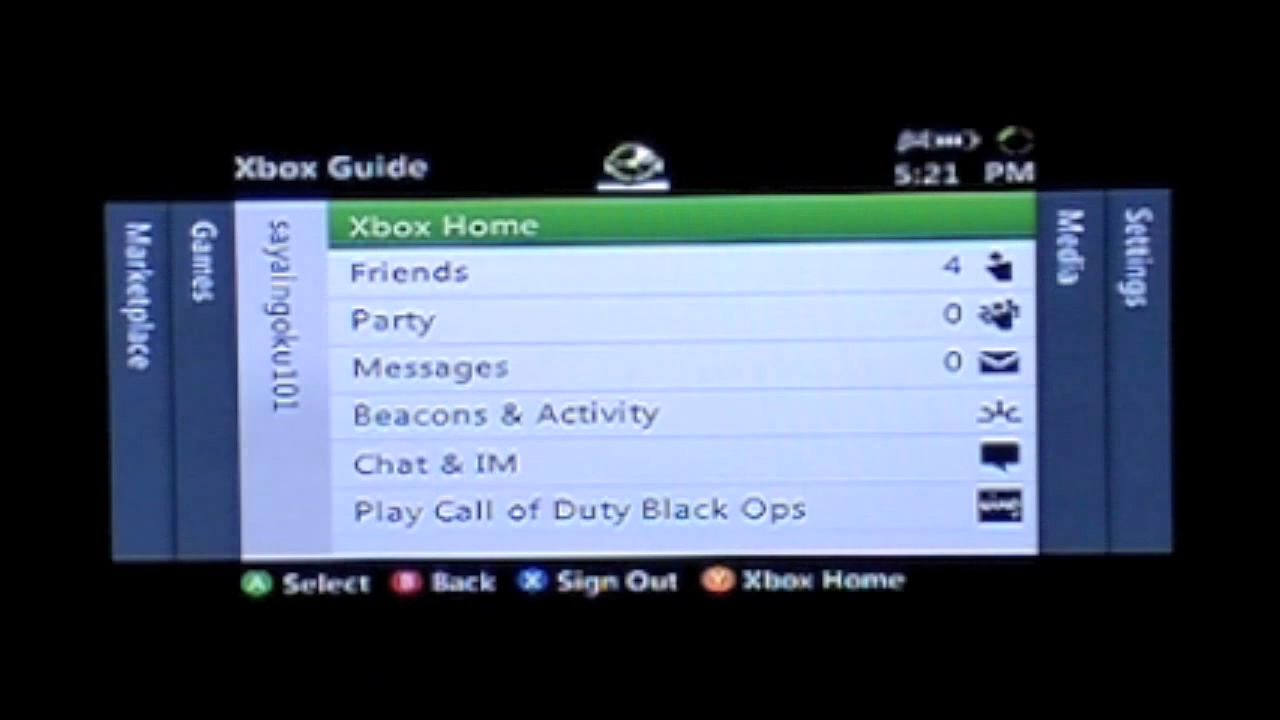 Xbox Guide
5:21 PM
Marketplace
Games
sayaingoku101
Xbox Home
Friends 4
Party 0
Messages 0
Beacons & Activity
Chat & IM
Play Call of Duty Black Ops
Media
Settings
A Select B Back X Sign Out Y Xbox Home